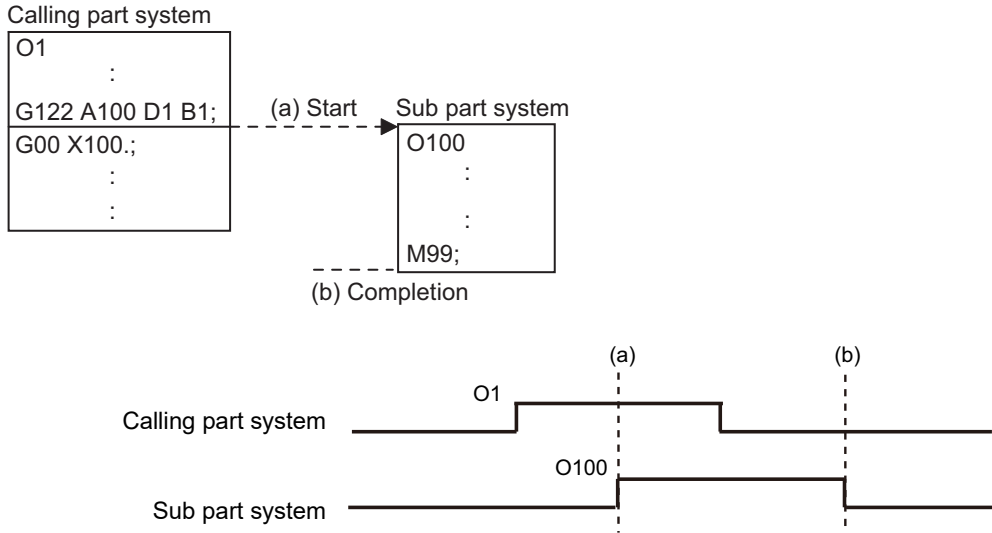 Calling part system
O1
:
G122 A100 D1 B1;
(a) Start
Sub part system
G00 X100.;
:
:
O100
:
:
M99;
(b) Completion
(a)
(b)
O1
Calling part system
O100
Sub part system